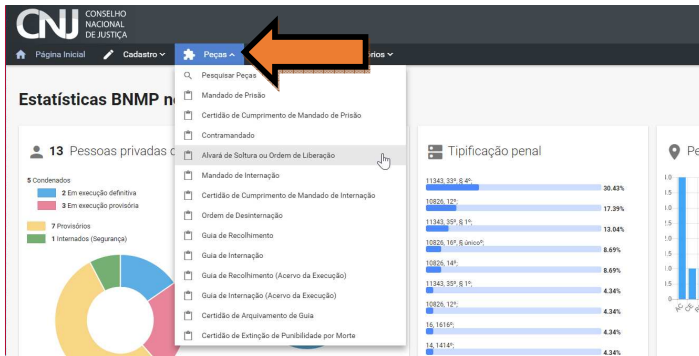 CNJ
CONSELHO
NACIONAL
DE JUSTIÇA
Página Inicial
Cadastro
Peças
Estatísticas BNMP
Pesquisar Peças
Mandado de Prisão
Certidão de Cumprimento de Mandado de Prisão
Contramandado
Alvará de Soltura ou Ordem de Liberação
Mandado de Internação
Certidão de Cumprimento de Mandado de Internação
Ordem de Desinternação
Guia de Recolhimento
Guia de Internação
Guia de Recolhimento (Acervo da Execução)
Guia de Internação (Acervo da Execução)
Certidão de Arquivamento de Guia
Certidão de Extinção de Punibilidade por Morte
13 Pessoas privadas
5 Condenados
2 Em execução definitiva
3 Em execução provisória
7 Provisórios
1 Internados (Segurança)
Tipificação penal
11343, 33º, § 4º;
30.43%
10826, 12º;
17.39%
11343, 35º, § 1º;
13.04%
10826, 16º, § único º;
8.69%
10826, 14º;
8.69%
11343, 35º, § 1º;
4.34%
10826, 12º;
4.34%
16, 1616º;
4.34%
14, 1414º;
4.34%
Pe
AC
CE